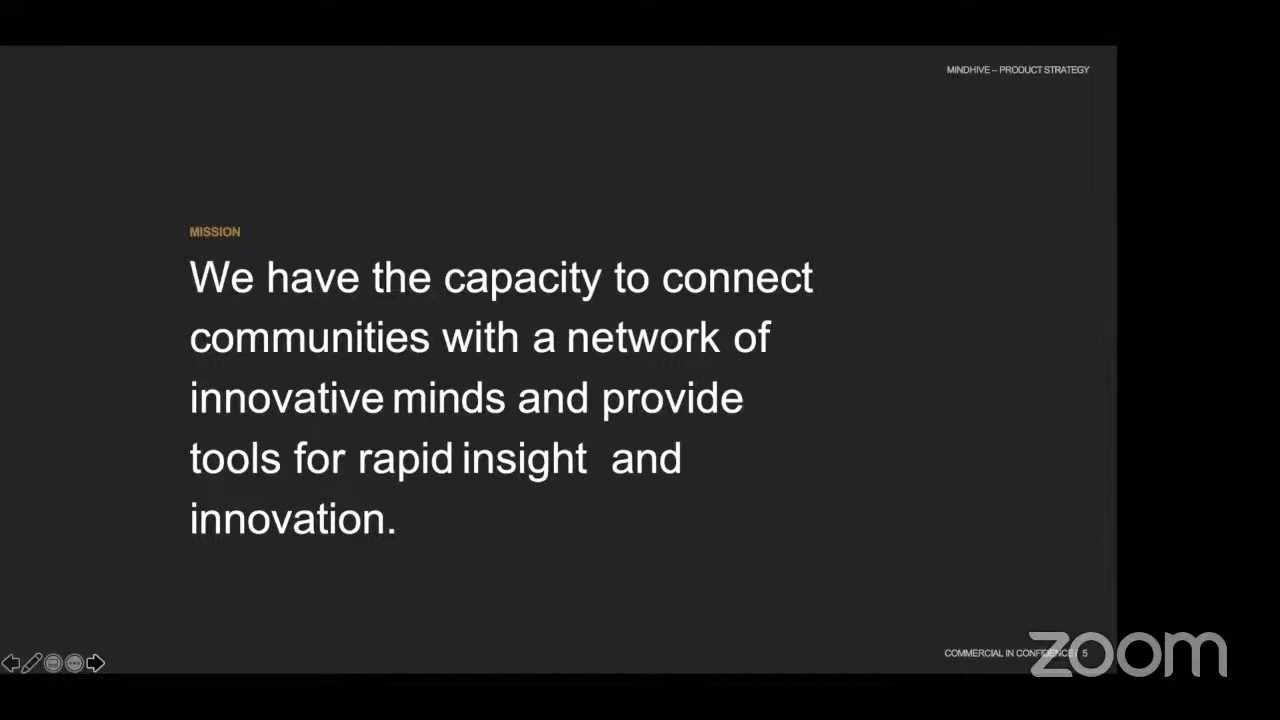 MINDHIVE – PRODUCT STRATEGY
MISSION
We have the capacity to connect
communities with a network of
innovative minds and provide
tools for rapid insight and
innovation.
COMMERCIAL IN CONFIDENCE / 5
zoom